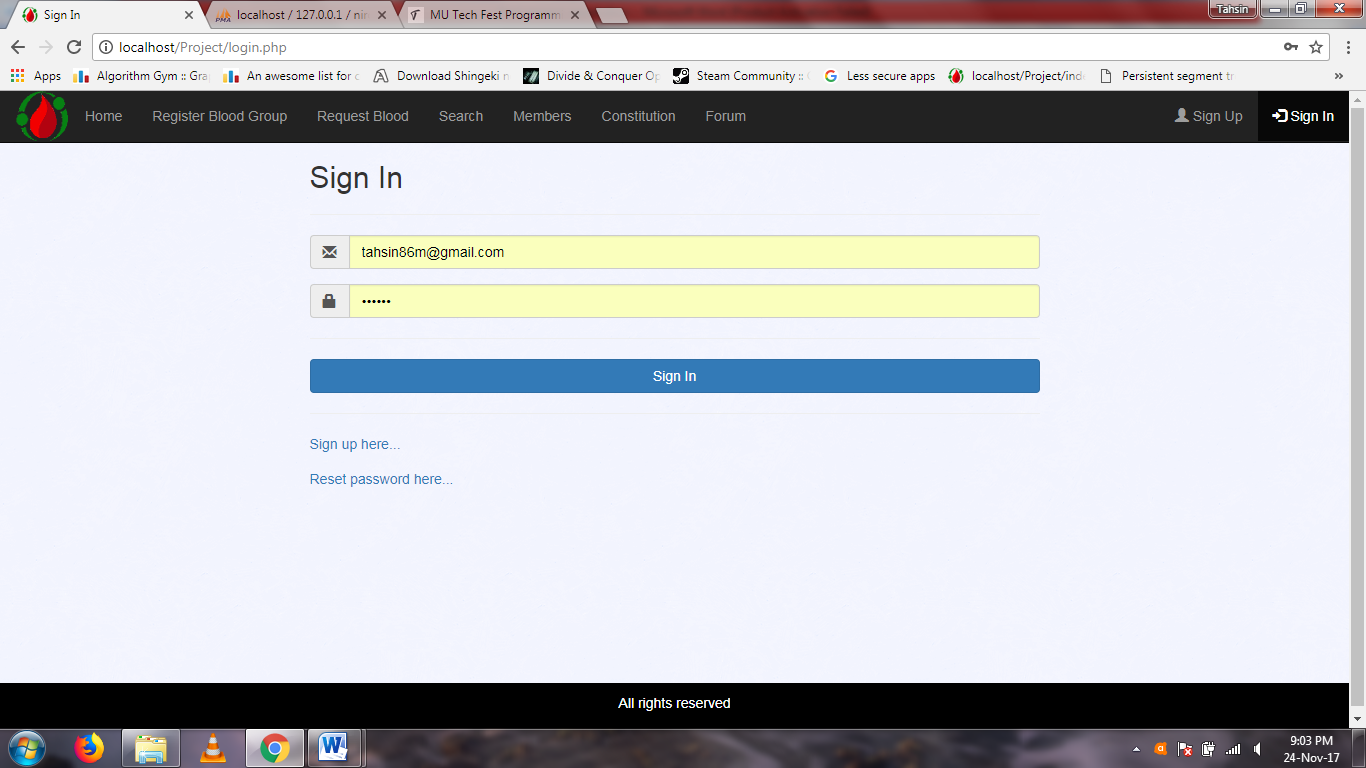 Sign In
localhost / 127.0.0.1 / nin
MU Tech Fest Programm
Tahsin
localhost/Project/login.php
Apps
Algorithm Gym :: Gra
An awesome list for c
Download Shingeki n
Divide & Conquer Op
Steam Community ::
Less secure apps
localhost/Project/inde
Persistent segment tr
»
Home Register Blood Group Request Blood Search Members Constitution Forum Sign Up Sign In
Sign In
tahsin86m@gmail.com
••••••
Sign In
Sign up here...
Reset password here...
All rights reserved
9:03 PM
24-Nov-17